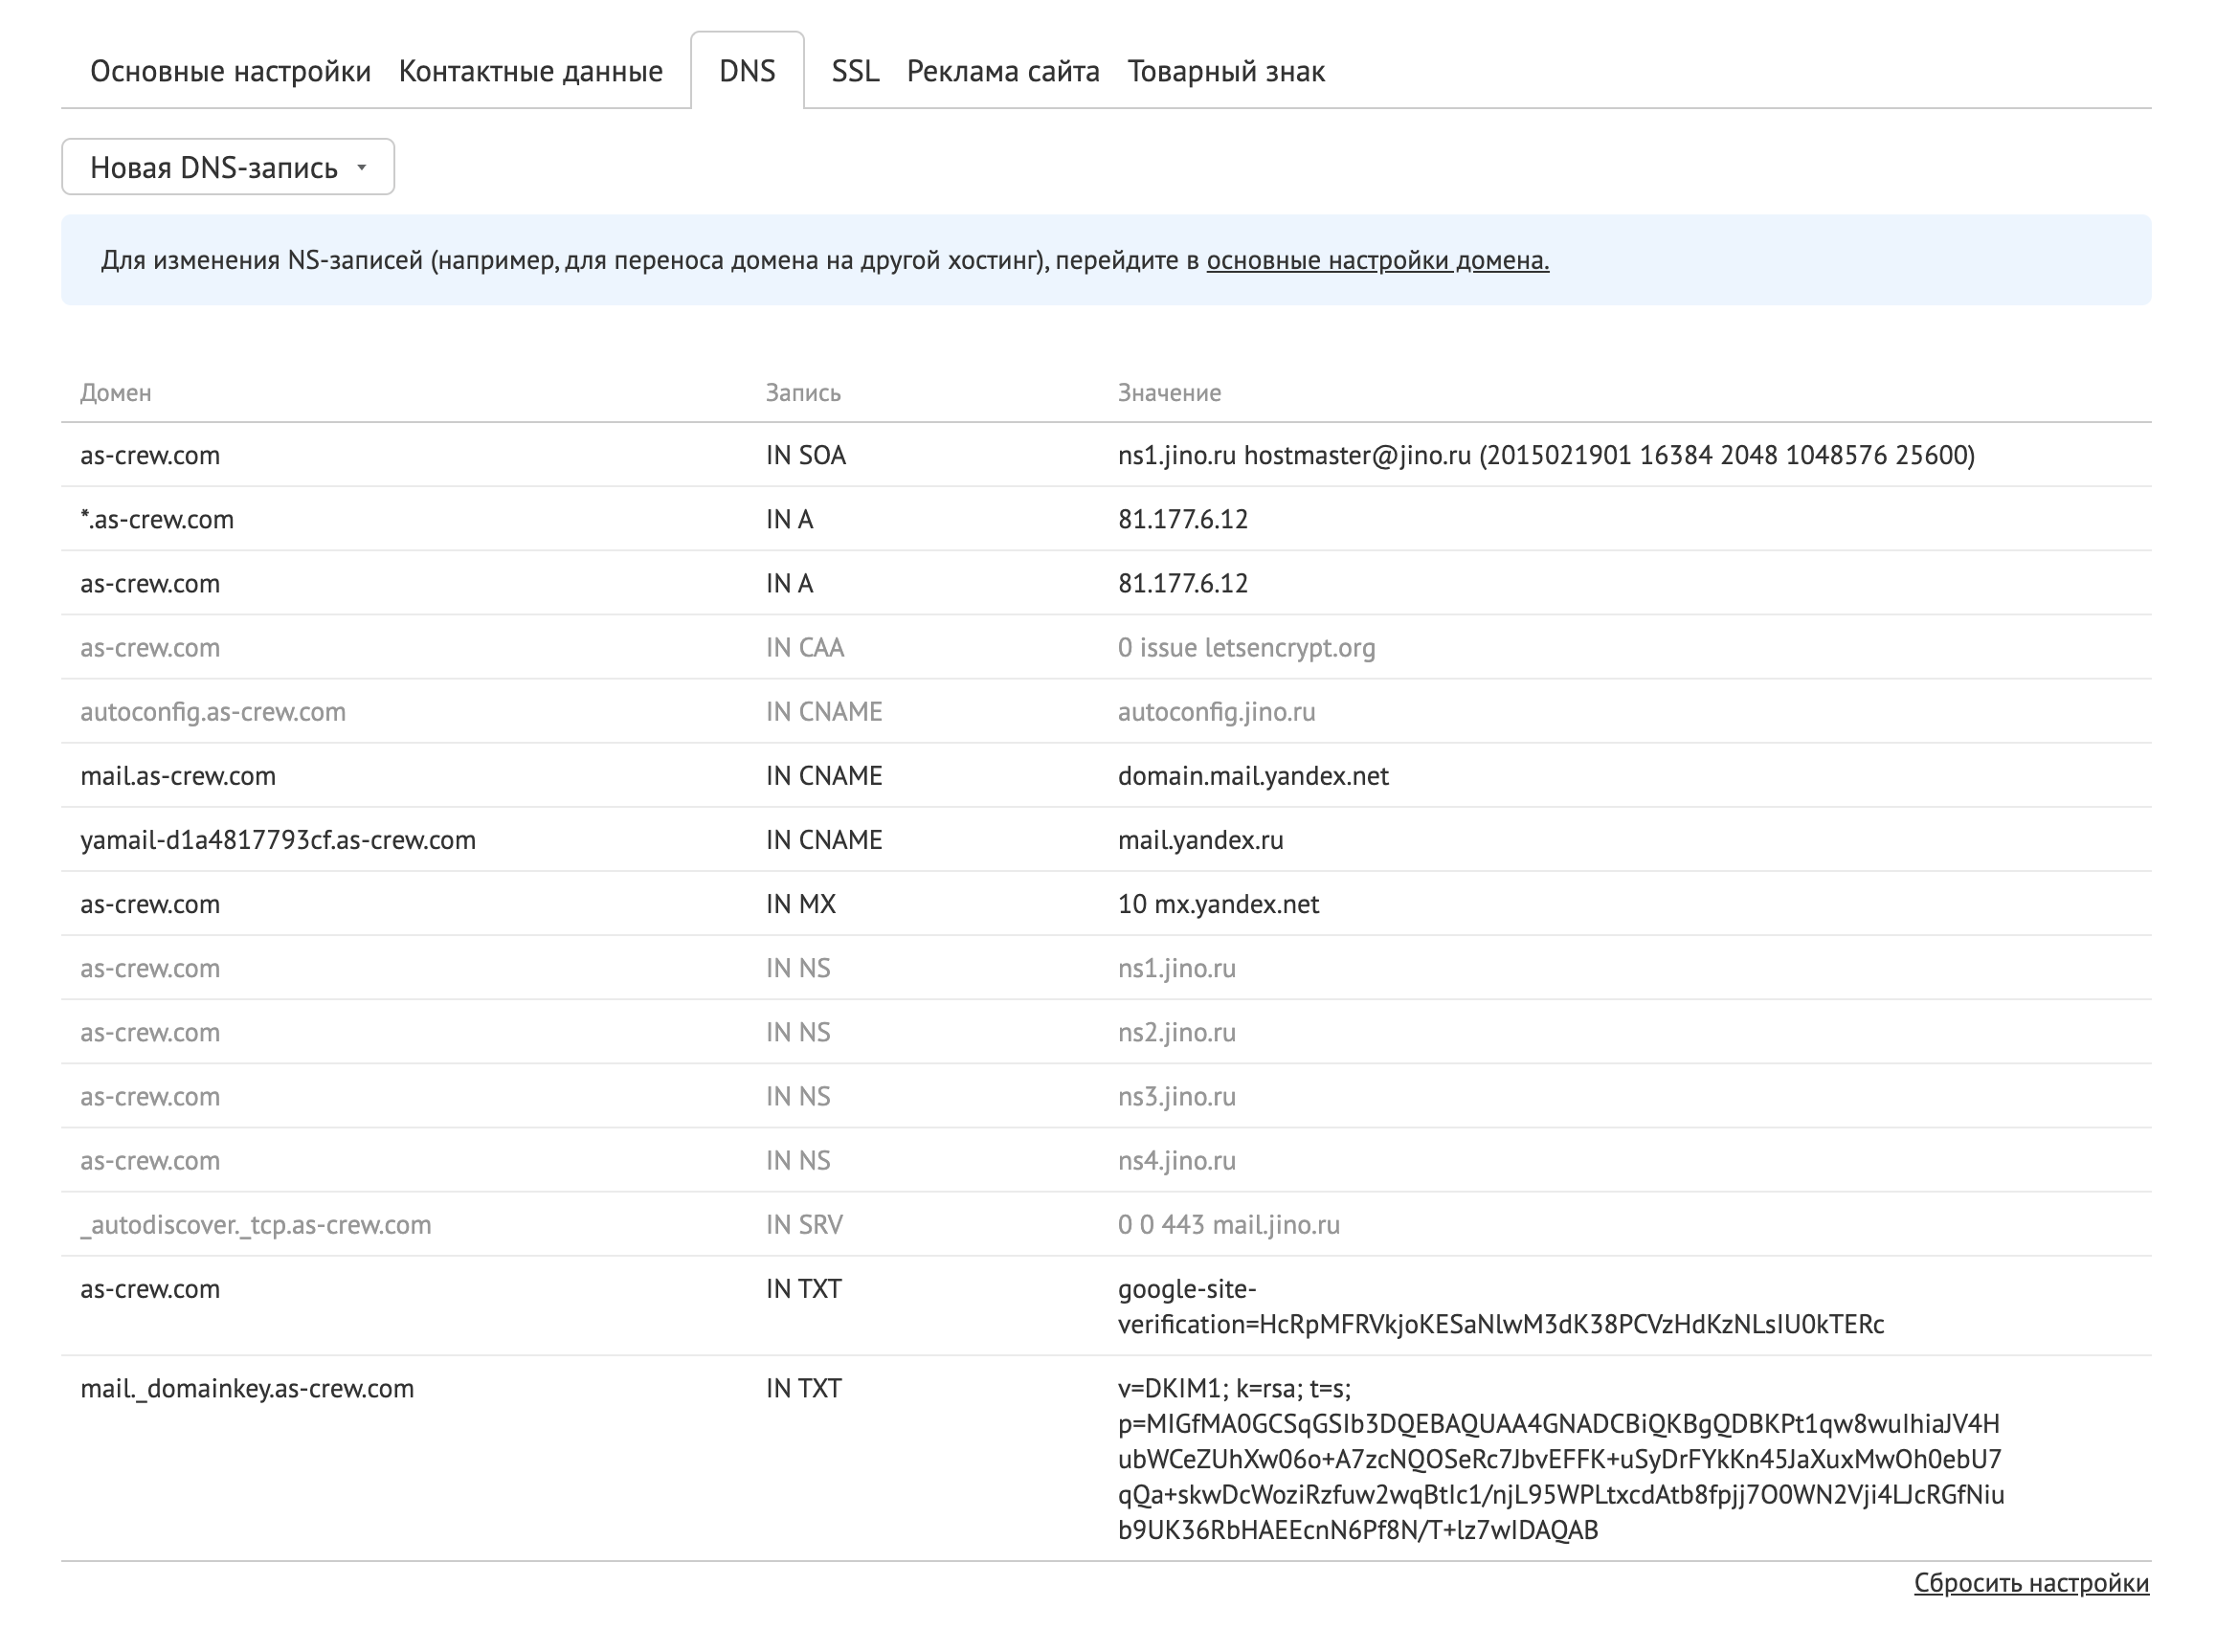 Основные настройки Контактные данные DNS SSL Реклама сайта Товарный знак
Новая DNS-запись
Для изменения NS-записей (например, для переноса домена на другой хостинг), перейдите в основные настройки домена.
Домен Запись Значение
as-crew.com IN SOA ns1.jino.ru hostmaster@jino.ru (2015021901 16384 2048 1048576 25600)
*.as-crew.com IN A 81.177.6.12
as-crew.com IN A 81.177.6.12
as-crew.com IN CAA 0 issue letsencrypt.org
autoconfig.as-crew.com IN CNAME autoconfig.jino.ru
mail.as-crew.com IN CNAME domain.mail.yandex.net
yamail-d1a4817793cf.as-crew.com IN CNAME mail.yandex.ru
as-crew.com IN MX 10 mx.yandex.net
as-crew.com IN NS ns1.jino.ru
as-crew.com IN NS ns2.jino.ru
as-crew.com IN NS ns3.jino.ru
as-crew.com IN NS ns4.jino.ru
_autodiscover._tcp.as-crew.com IN SRV 0 0 443 mail.jino.ru
as-crew.com IN TXT google-site-
verification=HcRpMFRVkjoKESaNlwM3dK38PCVzHdKzNLsIU0kTERc
mail._domainkey.as-crew.com IN TXT v=DKIM1; k=rsa; t=s;
p=MIGfMA0GCSqGSIb3DQEBAQUAA4GNADCBiQKBgQDBKPt1qw8wuIhiaJV4H
ubWCeZUhXw06o+A7zcNQOSeRc7JbvEFFK+uSyDrFYkKn45JaXuxMwOh0ebU7
qQa+skwDcWoziRzfuw2wqBtIc1/njL95WPLtxcdAtb8fpjj7O0WN2Vji4LJcRGfNiu
b9UK36RbHAEEcnN6Pf8N/T+lz7wIDAQAB
Сбросить настройки